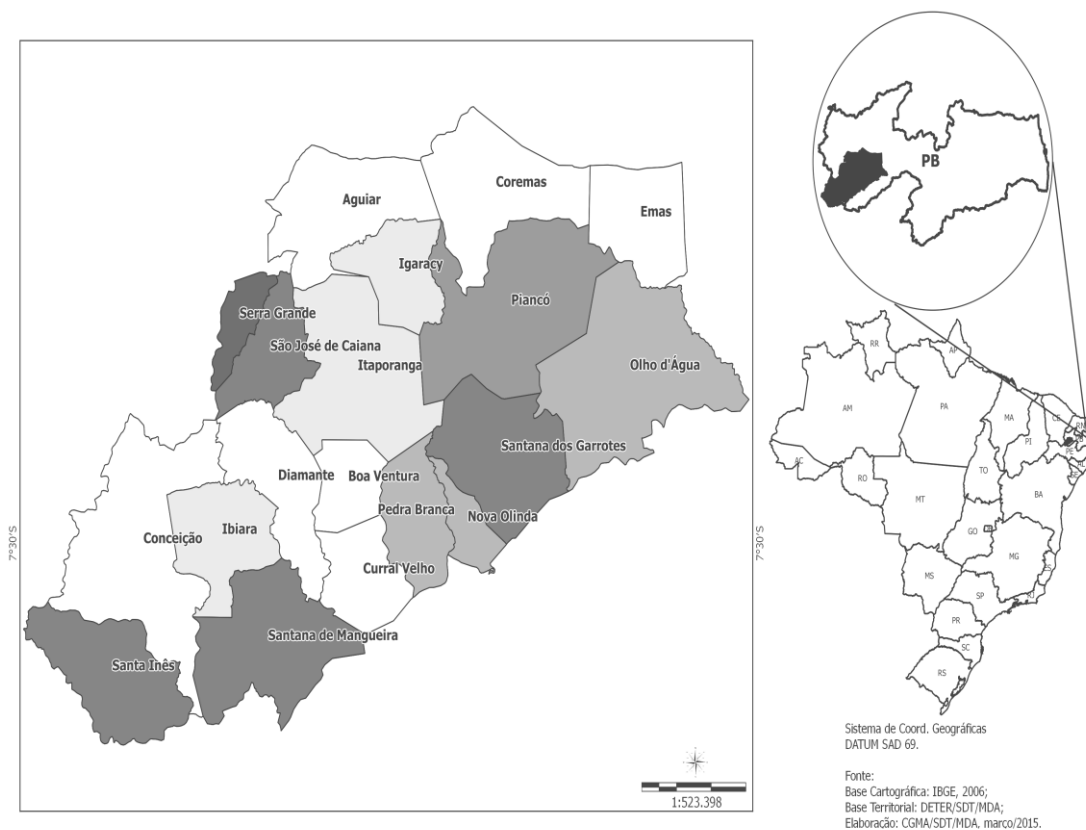 Aguiar
Coremas
Emas
Igaracy
Piancó
Serra Grande
São José de Caiana
Itaporanga
Olho d'Água
Santana dos Garrotes
Diamante
Boa Ventura
Pedra Branca
Nova Olinda
Conceição
Ibiara
Curral Velho
Santana de Mangueira
Santa Inês
7°30'S
7°30'S
1:523.398
PB
RR
AP
AM
PA
MA
CE
RN
PI
PE
AC
RO
TO
BA
MT
GO
MG
MS
SP
RJ
PR
SC
RS
Sistema de Coord. Geográficas
DATUM SAD 69.
Fonte:
Base Cartográfica: IBGE, 2006;
Base Territorial: DETER/SDT/MDA;
Elaboração: CGMA/SDT/MDA, março/2015.